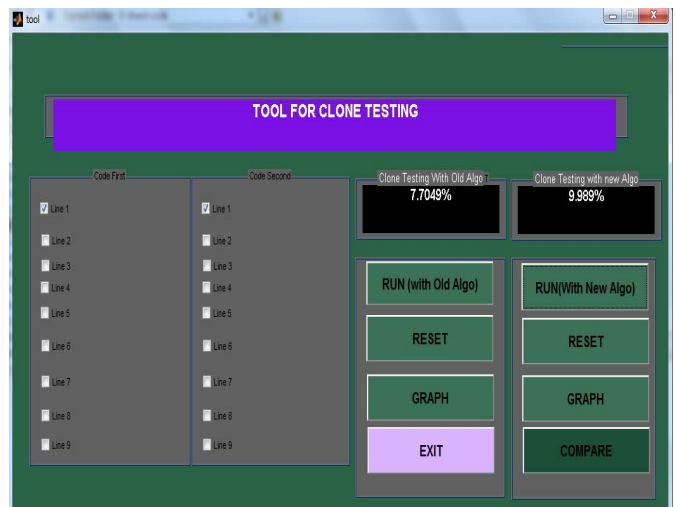 tool
TOOL FOR CLONE TESTING
Code First
Line 1
Line 2
Line 3
Line 4
Line 5
Line 6
Line 7
Line 8
Line 9
Code Second
Line 1
Line 2
Line 3
Line 4
Line 5
Line 6
Line 7
Line 8
Line 9
Clone Testing With Old Algo
7.7049%
RUN (with Old Algo)
RESET
GRAPH
EXIT
Clone Testing with new Algo
9.989%
RUN(With New Algo)
RESET
GRAPH
COMPARE